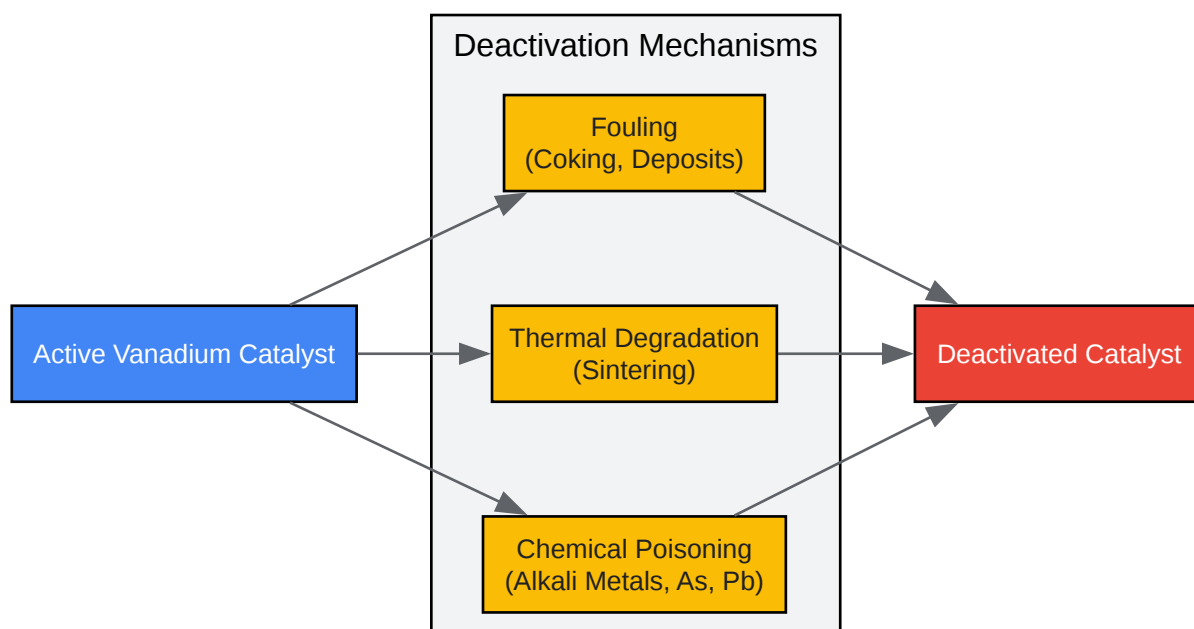 Deactivation Mechanisms
Fouling
(Coking, Deposits)
Active Vanadium Catalyst
Thermal Degradation
(Sintering)
Deactivated Catalyst
Chemical Poisoning
(Alkali Metals, As, Pb)